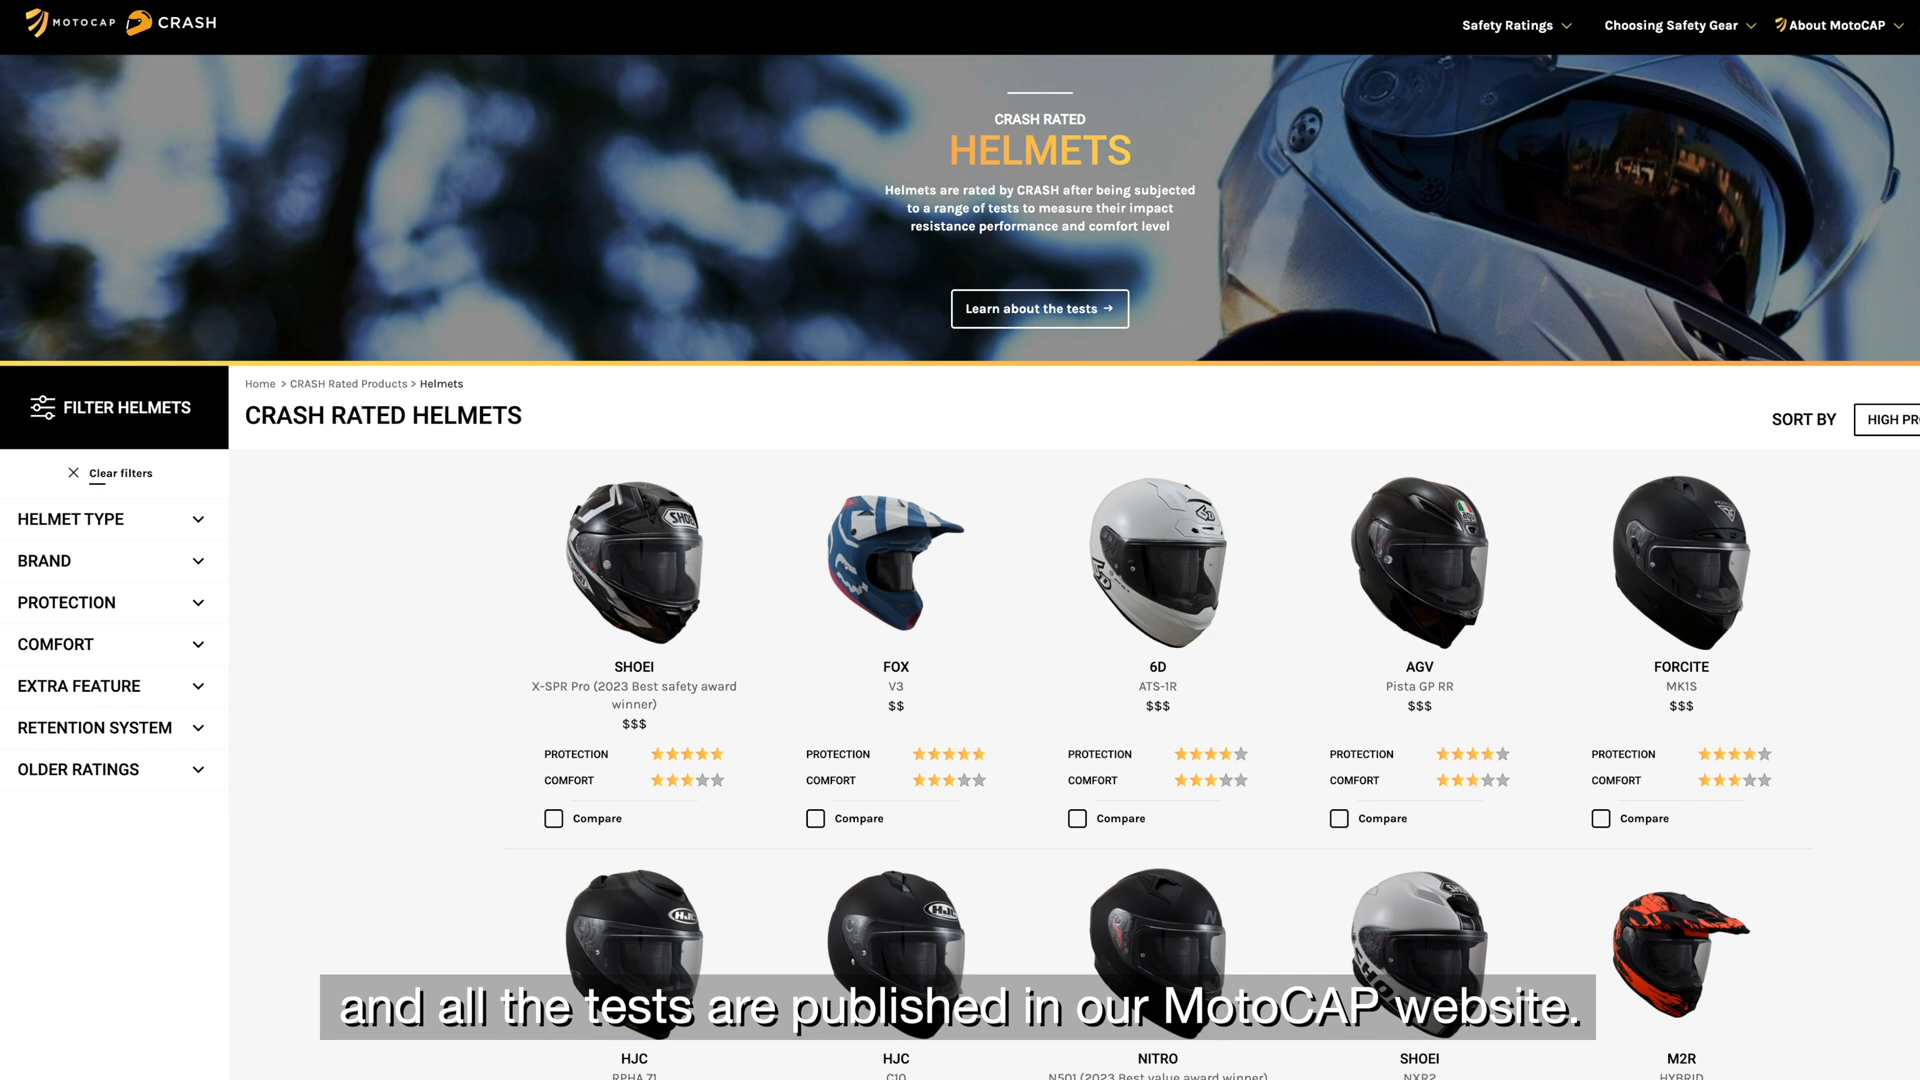 MOTOCAP CRASH
Safety Ratings Choosing Safety Gear About MotoCAP
CRASH RATED
HELMETS
Helmets are rated by CRASH after being subjected
to a range of tests to measure their impact
resistance performance and comfort level
Learn about the tests →
FILTER HELMETS
Clear filters
HELMET TYPE
BRAND
PROTECTION
COMFORT
EXTRA FEATURE
RETENTION SYSTEM
OLDER RATINGS
Home > CRASH Rated Products > Helmets
CRASH RATED HELMETS
SORT BY HIGH PR
SHOEI
X-SPR Pro (2023 Best safety award
winner)
$$$
PROTECTION
COMFORT
Compare
FOX
V3
$$
PROTECTION
COMFORT
Compare
6D
ATS-1R
$$$
PROTECTION
COMFORT
Compare
AGV
Pista GP RR
$$$
PROTECTION
COMFORT
Compare
FORCITE
MK1S
$$$
PROTECTION
COMFORT
Compare
and all the tests are published in our MotoCAP website.
HJC
RPHA 71
HJC
C10
NITRO
N501 (2023 Best value award winner)
SHOEI
NXR2
M2R
HYBRID